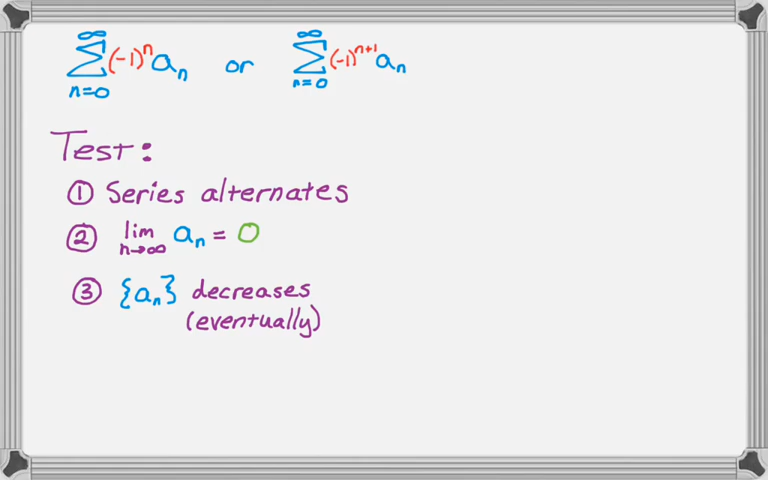 ∞ ∑ n=0 (-1)^n a_n or ∞ ∑ n=0 (-1)^{n+1} a_n
Test:
① Series alternates
② lim n→∞ a_n = 0
③ {a_n} decreases
(eventually)